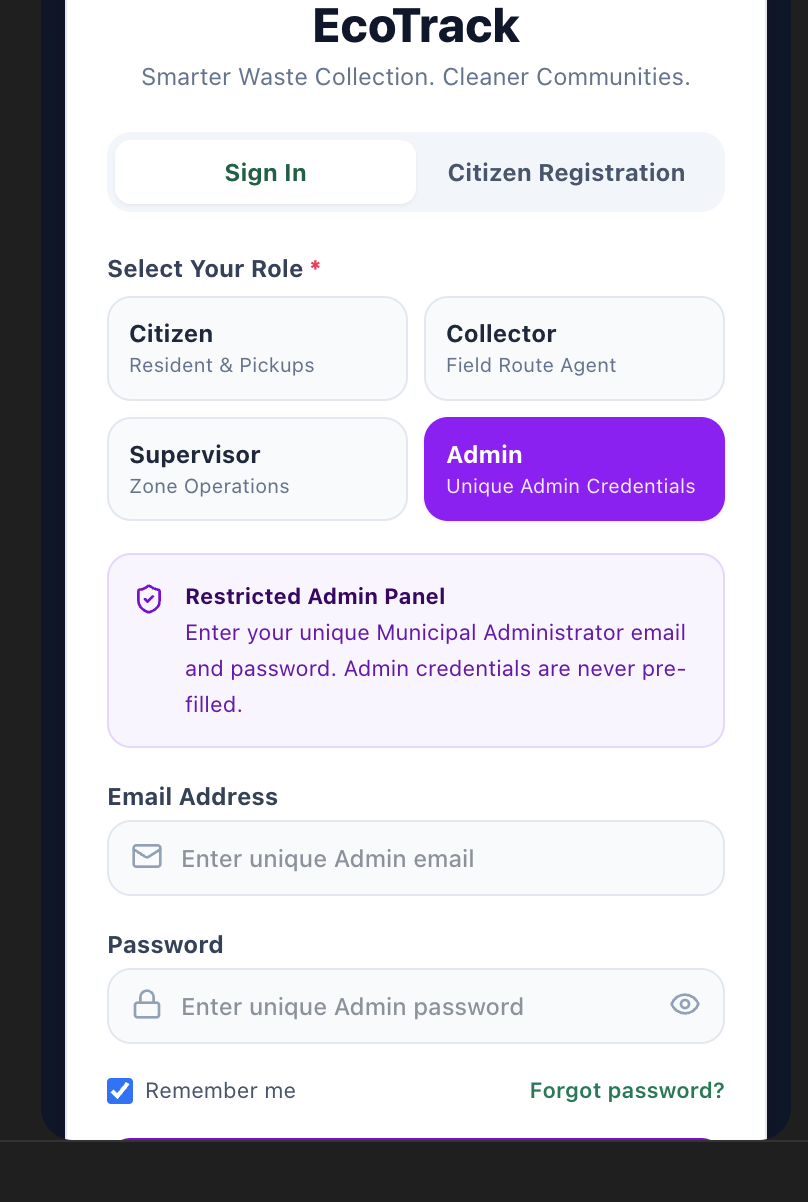 EcoTrack
Smarter Waste Collection. Cleaner Communities.
Sign In
Citizen Registration
Select Your Role *
Citizen
Resident & Pickups
Collector
Field Route Agent
Supervisor
Zone Operations
Admin
Unique Admin Credentials
Restricted Admin Panel
Enter your unique Municipal Administrator email
and password. Admin credentials are never pre-
filled.
Email Address
Enter unique Admin email
Password
Enter unique Admin password
Remember me
Forgot password?